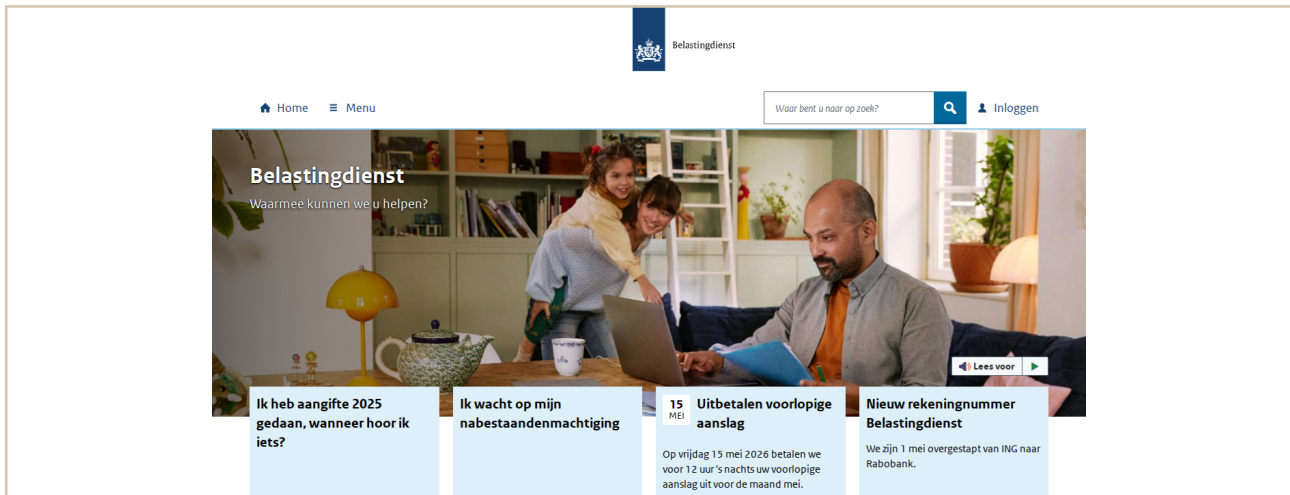 Belastingdienst
Home
Menu
Waar bent u naar op zoek?
Inloggen
Belastingdienst
Waarmee kunnen we u helpen?
Lees voor
Ik heb aangifte 2025
gedaan, wanneer hoor ik
iets?
Ik wacht op mijn
nabestaandenmachtiging
15
MEI
Uitbetalen voorlopige
aanslag
Op vrijdag 15 mei 2026 betalen we
voor 12 uur 's nachts uw voorlopige
aanslag uit voor de maand mei.
Nieuw rekeningnummer
Belastingdienst
We zijn 1 mei overgestapt van ING naar
Rabobank.